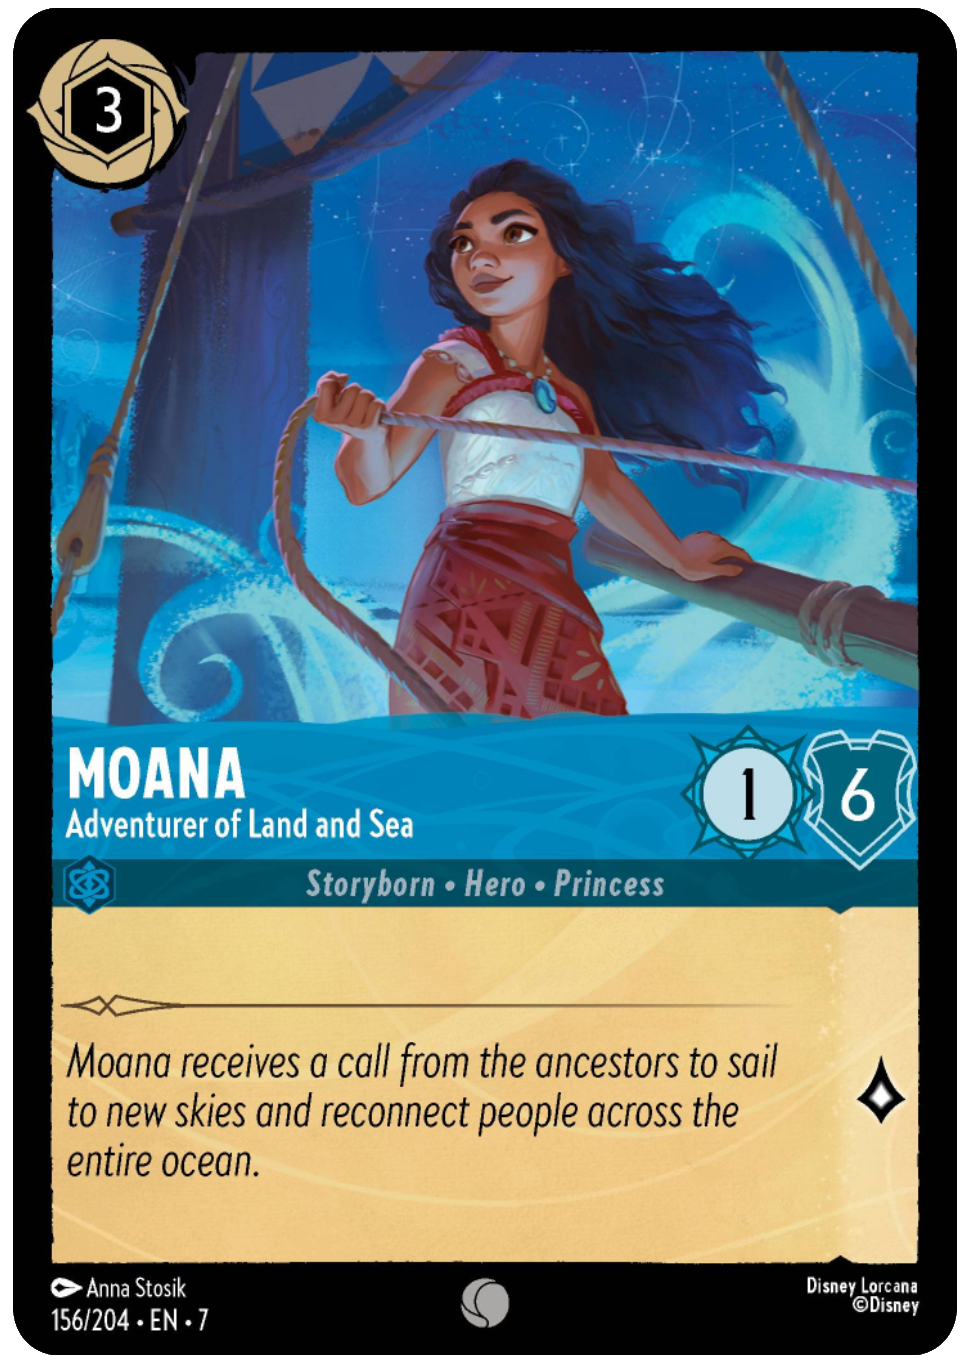 3
MOANA
Adventurer of Land and Sea
1
6
Storyborn • Hero • Princess
Moana receives a call from the ancestors to sail
to new skies and reconnect people across the
entire ocean.
Anna Stosik
156/204 • EN • 7
Disney Lorcana
©Disney